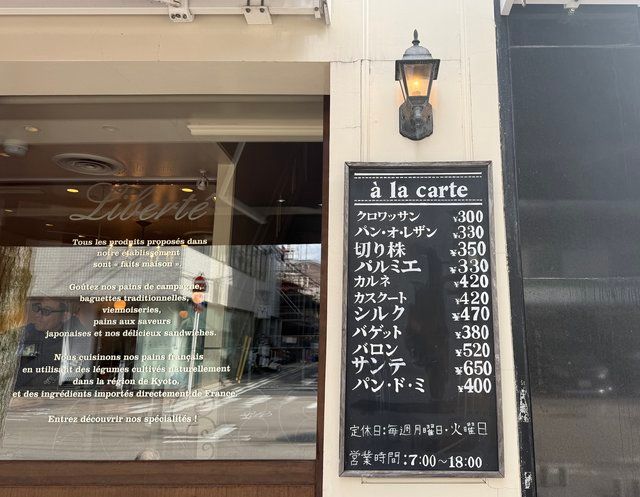 Liberté
Tous les produits proposés dans
notre établissement
sont « faits maison ».
Goûtez nos pains de campagne,
baguettes traditionnelles,
viennoiseries,
pains aux saveurs
japonaises et nos délicieux sandwiches.
Nous cuisinons nos pains français
en utilisant des légumes cultivés naturellement
dans la région de Kyoto,
et des ingrédients importés directement de France.
Entrez découvrir nos spécialités !
à la carte
クロワッサン ¥300
パン・オ・レザン ¥330
切り株 ¥350
パルミエ ¥330
カルネ ¥420
カスクート ¥420
シルク ¥470
バゲット ¥380
バロン ¥520
サンテ ¥650
パン・ド・ミ ¥400
定休日:毎週月曜日・火曜日
営業時間:7:00~18:00